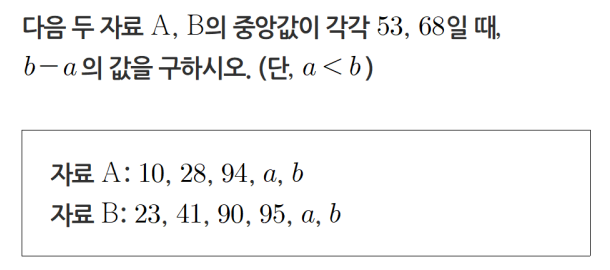 다음 두 자료 A, B의 중앙값이 각각 53, 68일 때,
b－a의 값을 구하시오. (단, a < b)
자료 A: 10, 28, 94, a, b
자료 B: 23, 41, 90, 95, a, b